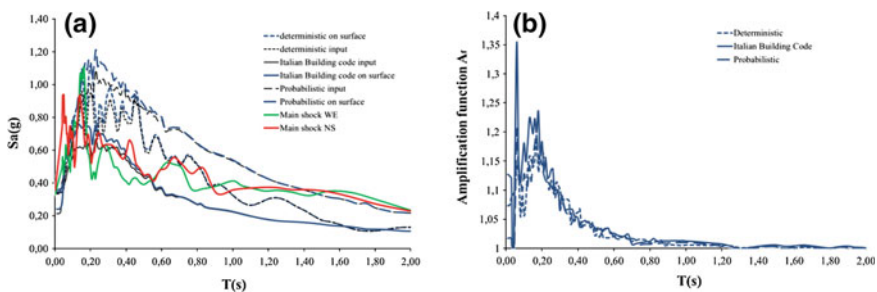 (a)
1,40
1,20
1,00
0,80
0,60
0,40
0,20
0,00
Sa(g)
deterministic on surface
deterministic input
Italian Building code input
Italian Building code on surface
Probabilistic input
Probabilistic on surface
Main shock WE
Main shock NS
0,00 0,20 0,40 0,60 0,80 1,00 1,20 1,40 1,60 1,80 2,00
T(s)
(b)
1,4
1,35
1,3
1,25
1,2
1,15
1,1
1,05
1
Amplification function Af
Deterministic
Italian Building Code
Probabilistic
0,00 0,20 0,40 0,60 0,80 1,00 1,20 1,40 1,60 1,80 2,00
T(s)